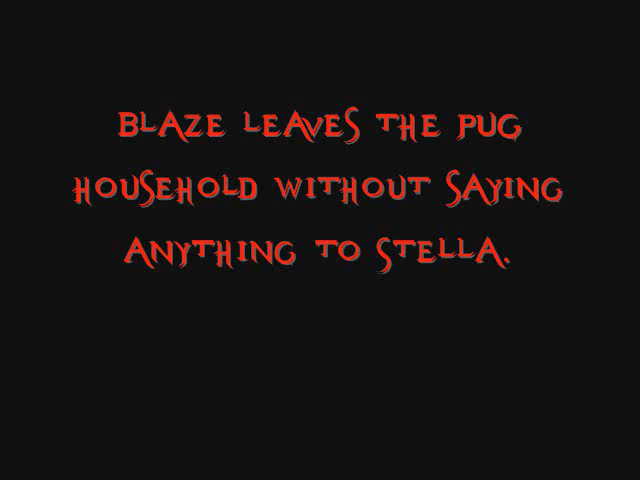 BLAZE LEAVES THE PUG
HOUSEHOLD WITHOUT SAYING
ANYTHING TO STELLA.